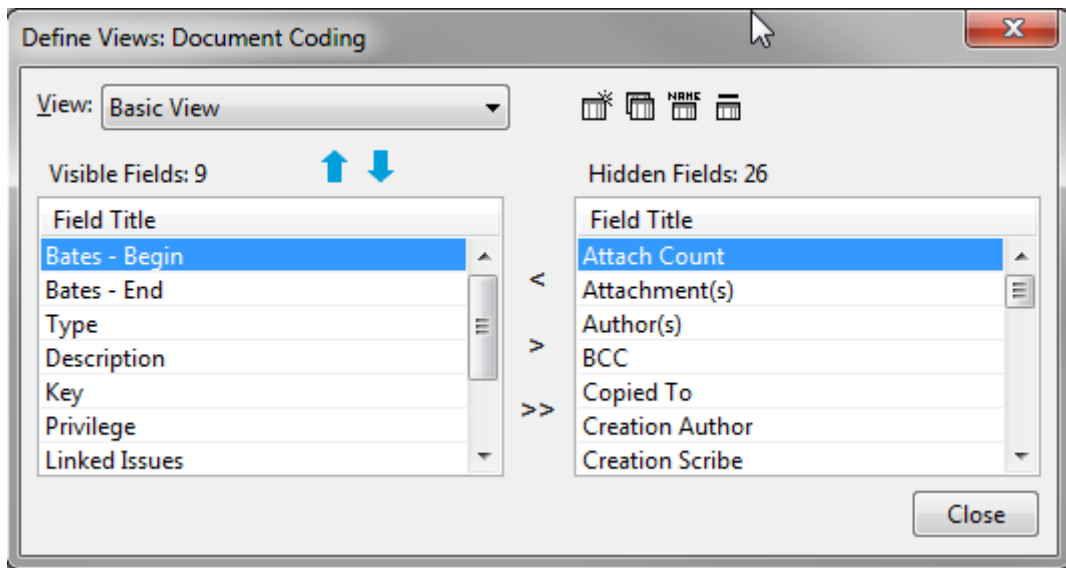 Define Views: Document Coding
View: Basic View
NAME
Visible Fields: 9
Hidden Fields: 26
Field Title
Field Title
Bates - Begin
Attach Count
Bates - End
Attachment(s)
<
Type
Author(s)
>
Description
BCC
Key
Copied To
>>
Privilege
Creation Author
Linked Issues
Creation Scribe
Close